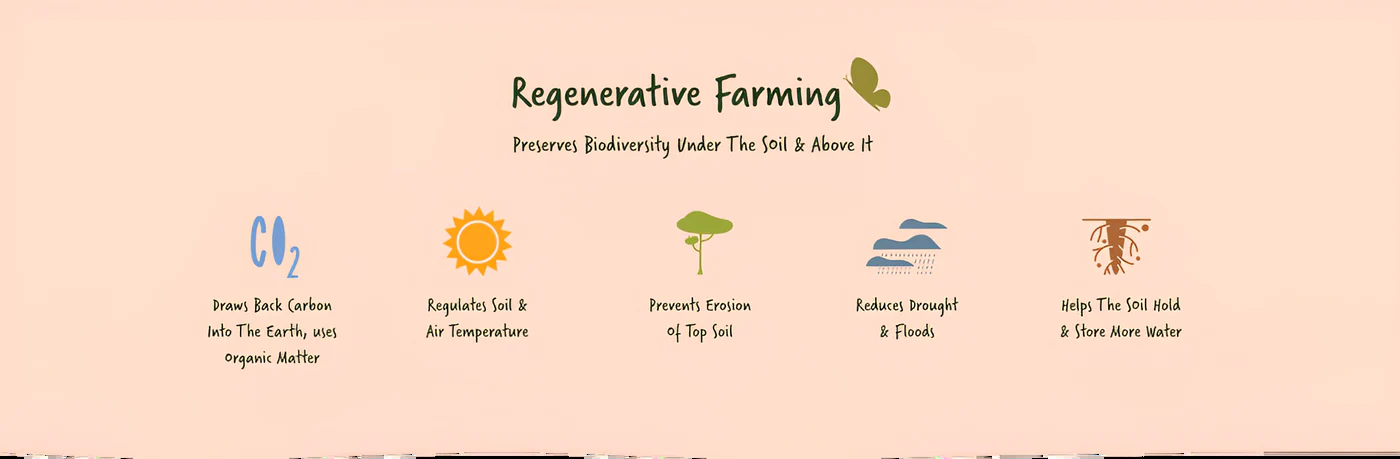 Regenerative Farming
Preserves Biodiversity Under The Soil & Above It
CO2
Draws Back Carbon
Into The Earth, uses
Organic Matter
Regulates Soil &
Air Temperature
Prevents Erosion
Of Top Soil
Reduces Drought
& Floods
Helps The Soil Hold
& Store More Water